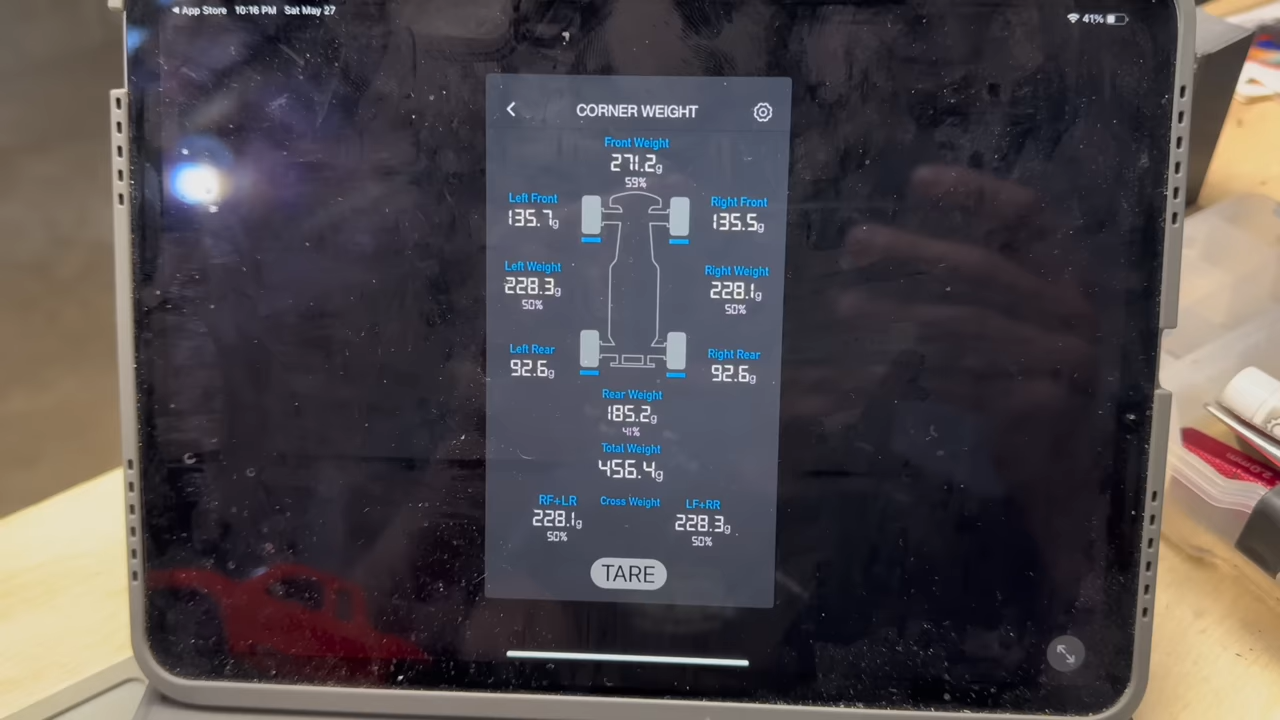 ◀ App Store 10:16 PM Sat May 27
41%
CORNER WEIGHT
Front Weight
271.2g
59%
Left Front
135.7g
Right Front
135.5g
Left Weight
228.3g
50%
Right Weight
228.1g
50%
Left Rear
92.6g
Right Rear
92.6g
Rear Weight
185.2g
41%
Total Weight
456.4g
RF+LR
228.1g
50%
Cross Weight
LF+RR
228.3g
50%
TARE
2.0mm